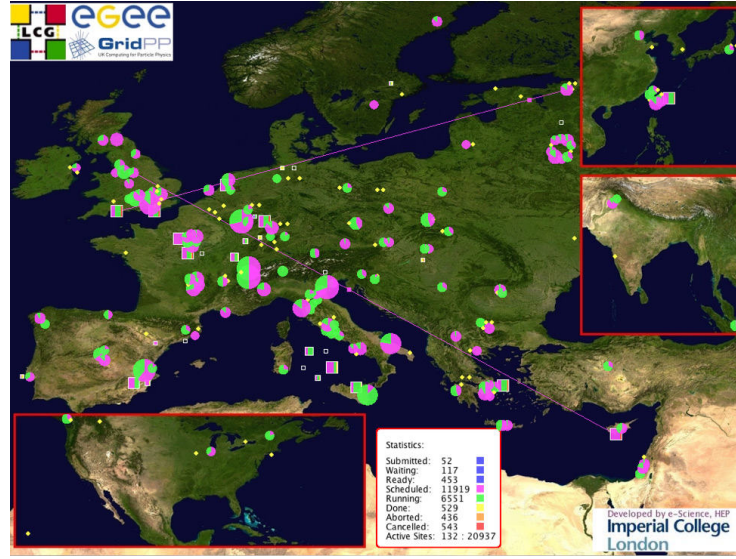 LCG
egee
GridPP
UK Computing for Particle Physics
Statistics:
Submitted: 52
Waiting: 117
Ready: 453
Scheduled: 11919
Running: 6551
Done: 529
Aborted: 436
Cancelled: 543
Active Sites: 132 : 20937
Developed by e-Science, HEP
Imperial College
London